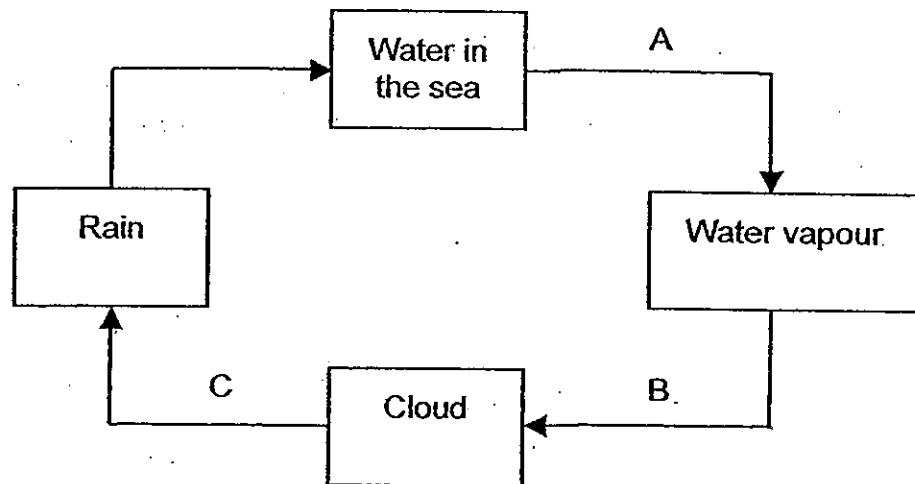 Water in
the sea
A
Rain
Water vapour
C
Cloud
B